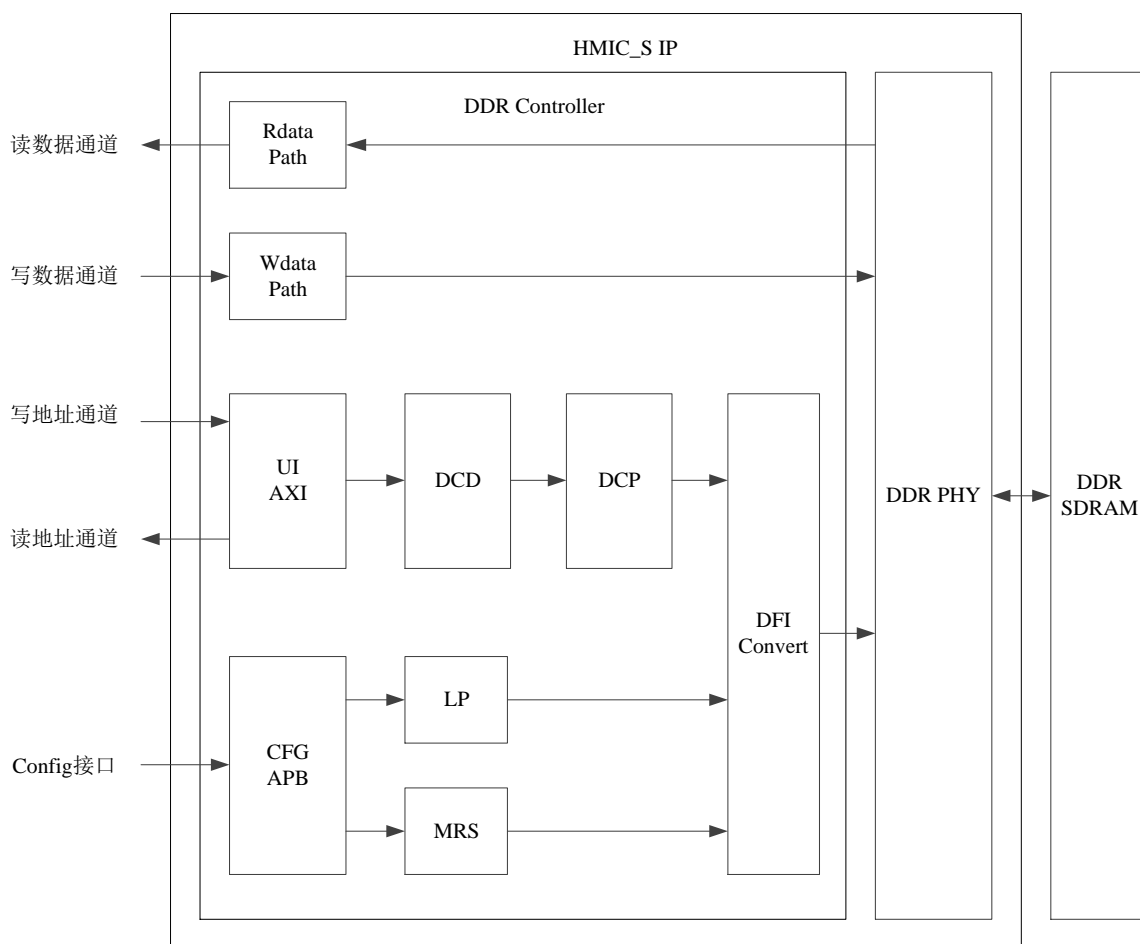 HMIC_S IP
DDR Controller
读数据通道
Rdata
Path
写数据通道
Wdata
Path
写地址通道
UI
AXI
DCD
DCP
DDR PHY
DDR
SDRAM
读地址通道
DFI
Convert
LP
Config接口
CFG
APB
MRS